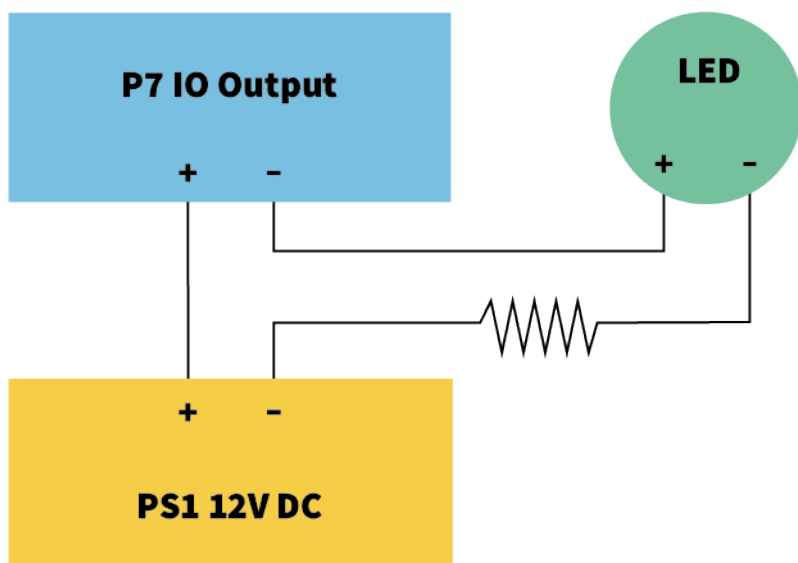 P7 IO Output
LED
+ −
+ −
+ −
PS1 12V DC